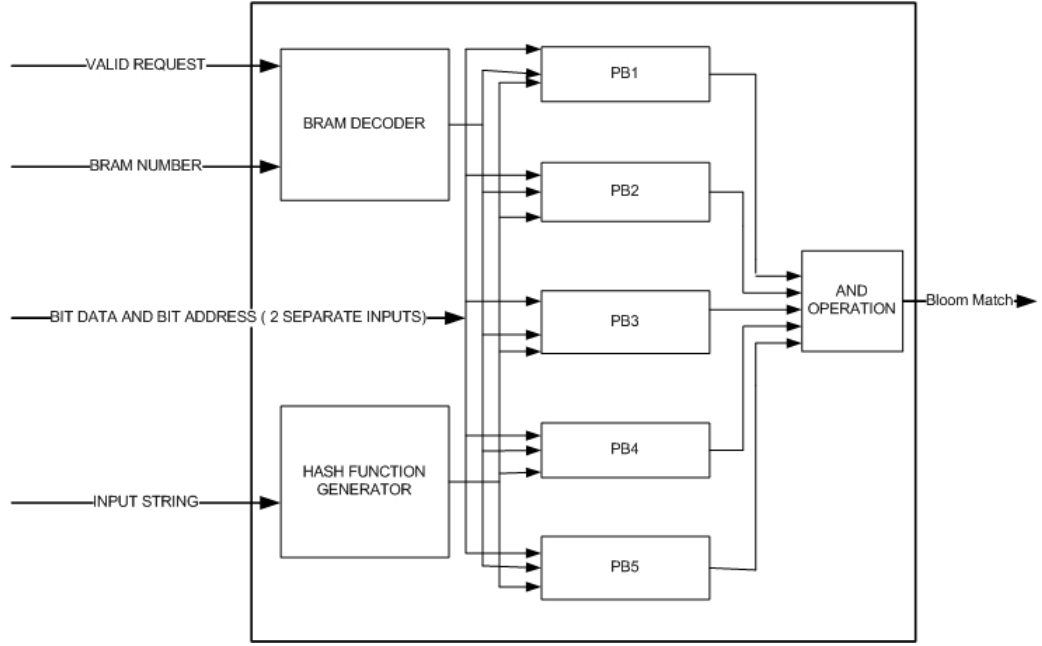 VALID REQUEST
BRAM NUMBER
BRAM DECODER
BIT DATA AND BIT ADDRESS ( 2 SEPARATE INPUTS)
INPUT STRING
HASH FUNCTION
GENERATOR
PB1
PB2
PB3
PB4
PB5
AND
OPERATION
Bloom Match